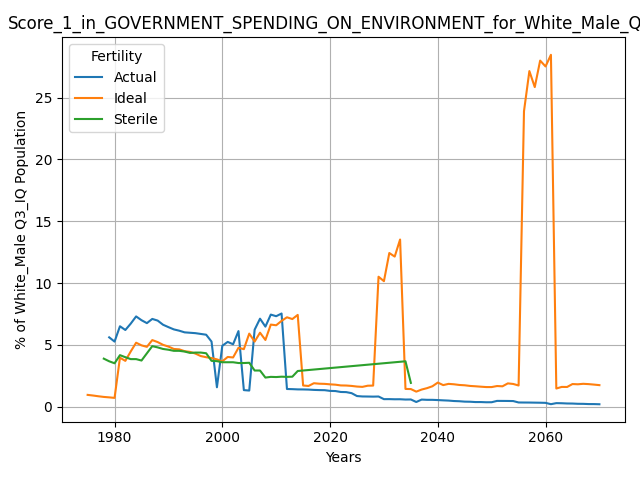 Score_1_in_GOVERNMENT_SPENDING_ON_ENVIRONMENT_for_White_Male_Q
Fertility
Actual
Ideal
Sterile
% of White_Male Q3_IQ Population
25
20
15
10
5
0
1980 2000 2020 2040 2060
Years